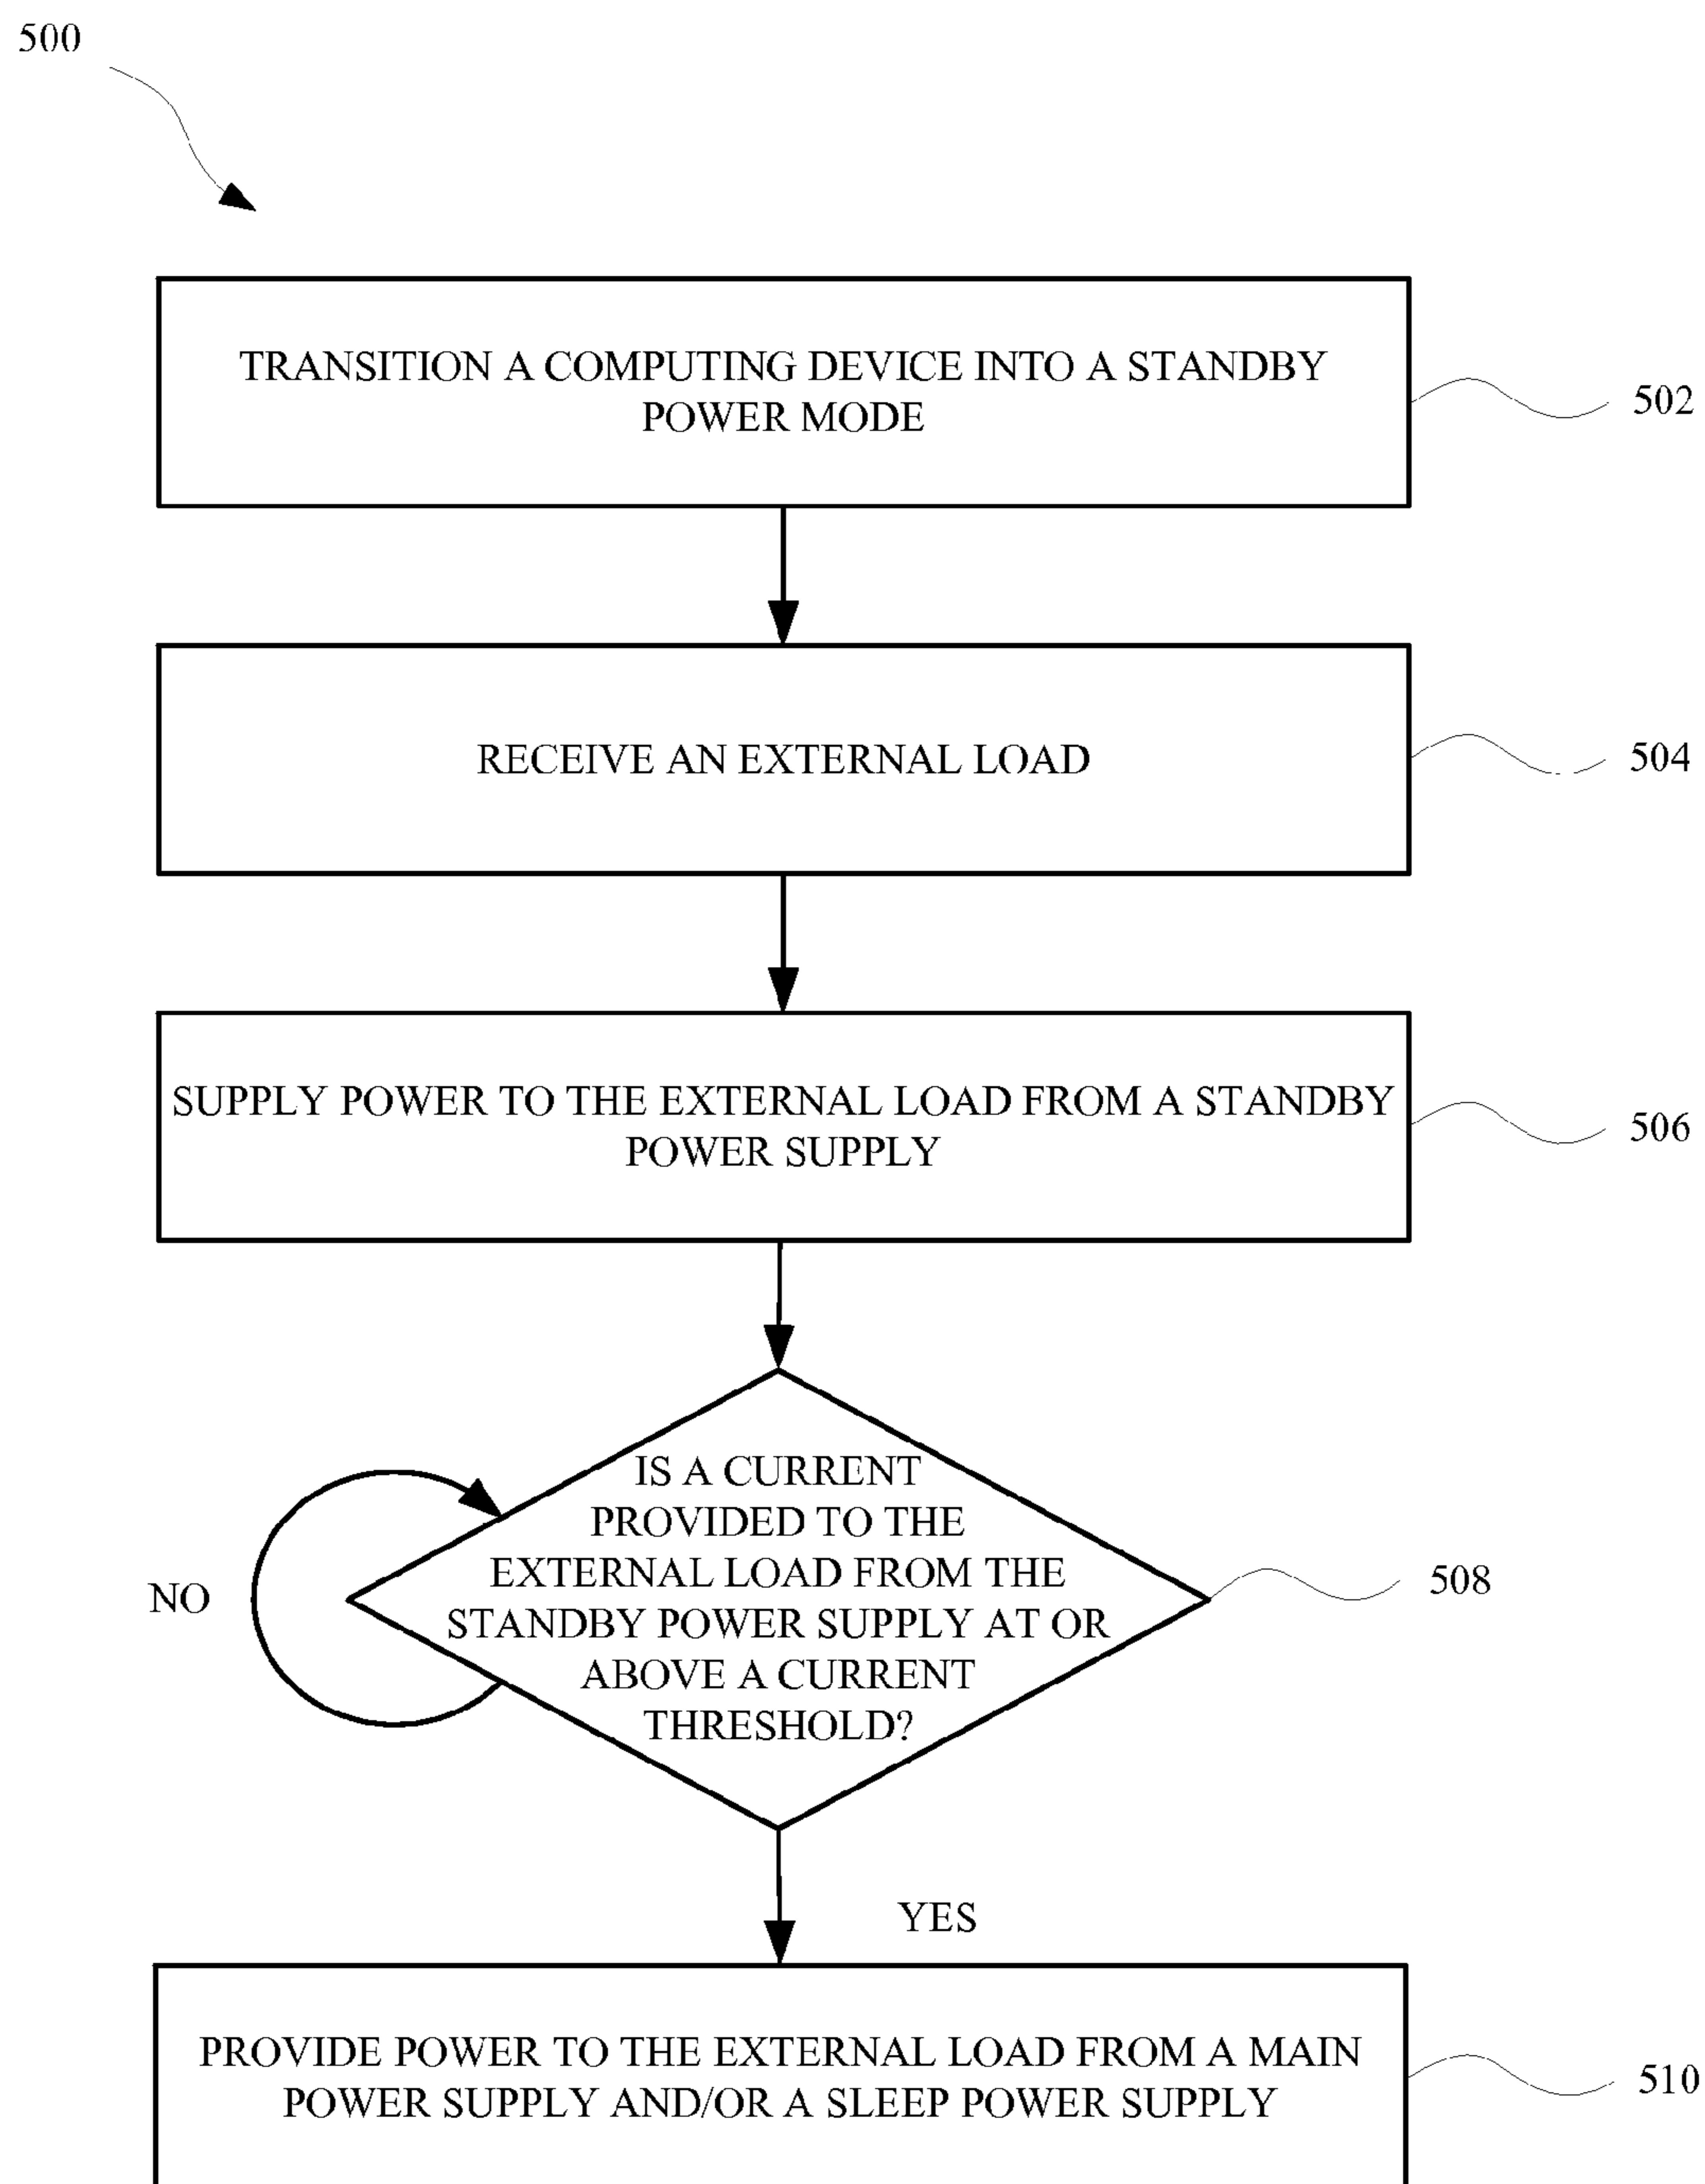 500
TRANSITION A COMPUTING DEVICE INTO A STANDBY
POWER MODE
502
RECEIVE AN EXTERNAL LOAD
504
SUPPLY POWER TO THE EXTERNAL LOAD FROM A STANDBY
POWER SUPPLY
506
IS A CURRENT
PROVIDED TO THE
EXTERNAL LOAD FROM THE
STANDBY POWER SUPPLY AT OR
ABOVE A CURRENT
THRESHOLD?
508
NO
YES
PROVIDE POWER TO THE EXTERNAL LOAD FROM A MAIN
POWER SUPPLY AND/OR A SLEEP POWER SUPPLY
510